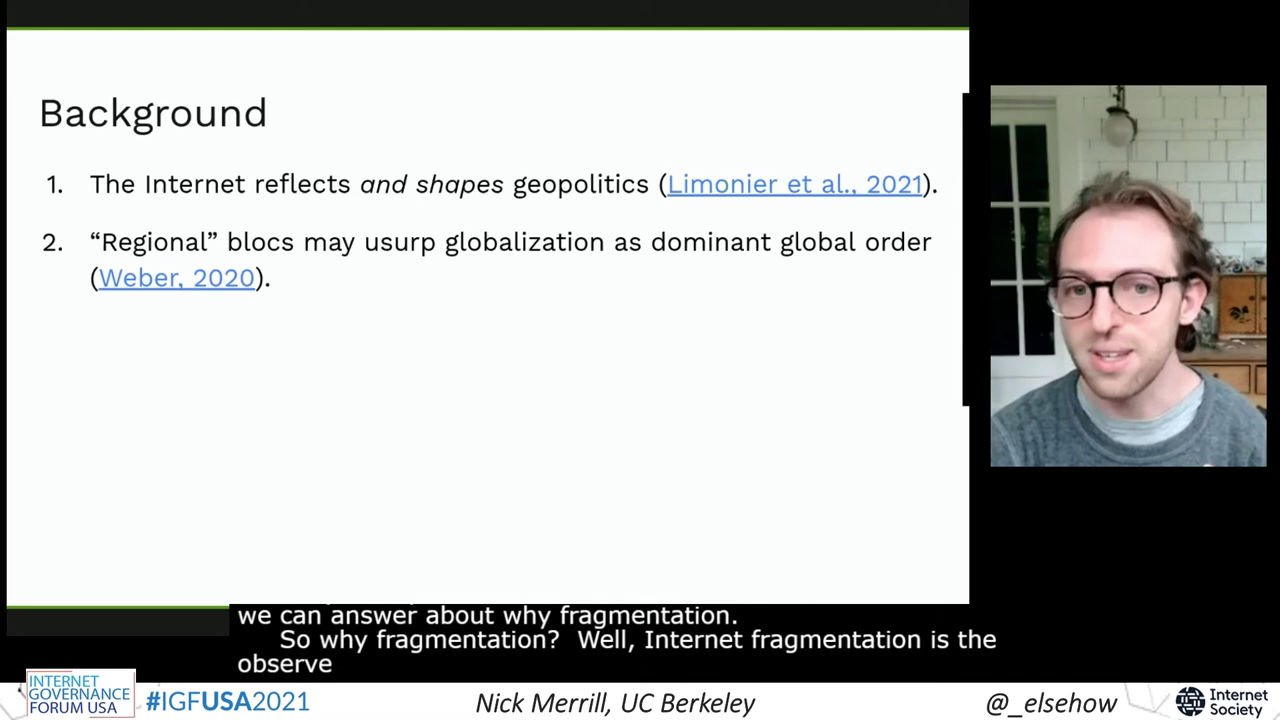 Background
1. The Internet reflects and shapes geopolitics (Limonier et al., 2021).
2. “Regional” blocs may usurp globalization as dominant global order
(Weber, 2020).
we can answer about why fragmentation.
So why fragmentation? Well, Internet fragmentation is the
observe
INTERNET
GOVERNANCE
FORUM USA
#IGFUSA2021
Nick Merrill, UC Berkeley
@_elsehow
Internet
Society